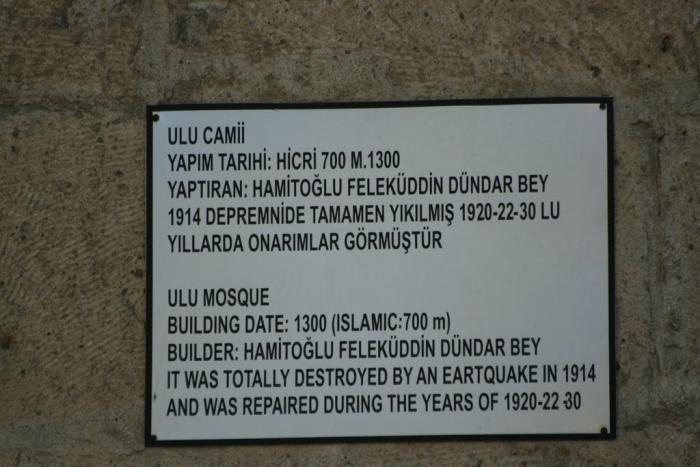 ULU CAMİİ
YAPIM TARİHİ: HİCRİ 700 M.1300
YAPTIRAN: HAMİTOĞLU FELEKÜDDİN DÜNDAR BEY
1914 DEPREMNİDE TAMAMEN YIKILMIŞ 1920-22-30 LU
YILLARDA ONARIMLAR GÖRMÜŞTÜR
ULU MOSQUE
BUILDING DATE: 1300 (ISLAMIC:700 m)
BUILDER: HAMİTOĞLU FELEKÜDDİN DÜNDAR BEY
IT WAS TOTALLY DESTROYED BY AN EARTQUAKE IN 1914
AND WAS REPAIRED DURING THE YEARS OF 1920-22-30